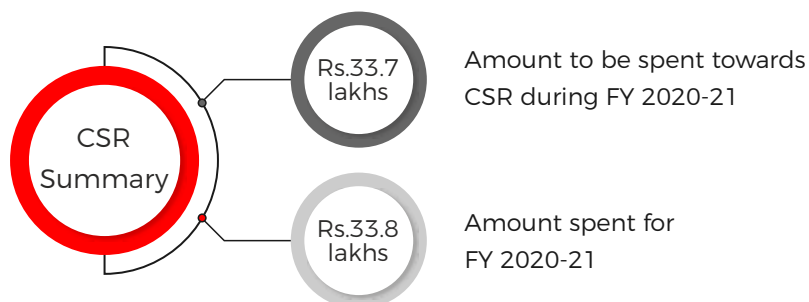 CSR
Summary
Rs.33.7
lakhs
Amount to be spent towards
CSR during FY 2020-21
Rs.33.8
lakhs
Amount spent for
FY 2020-21